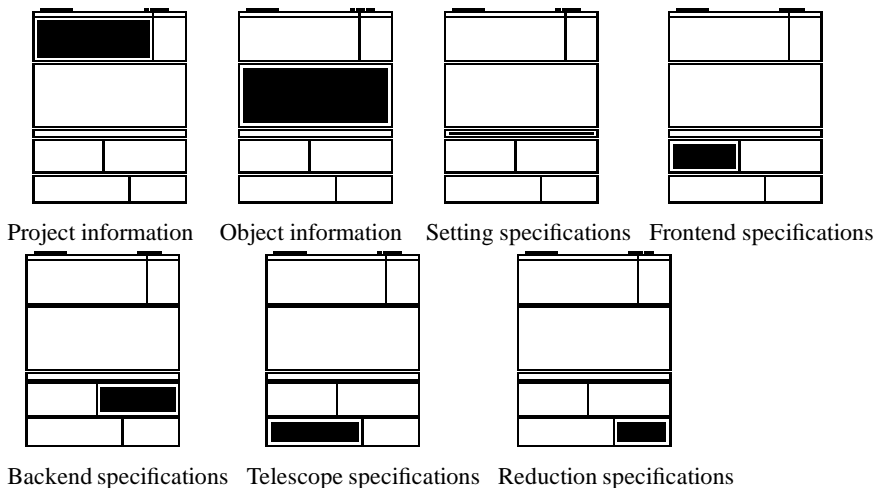 Project information Object information Setting specifications Frontend specifications
Backend specifications Telescope specifications Reduction specifications